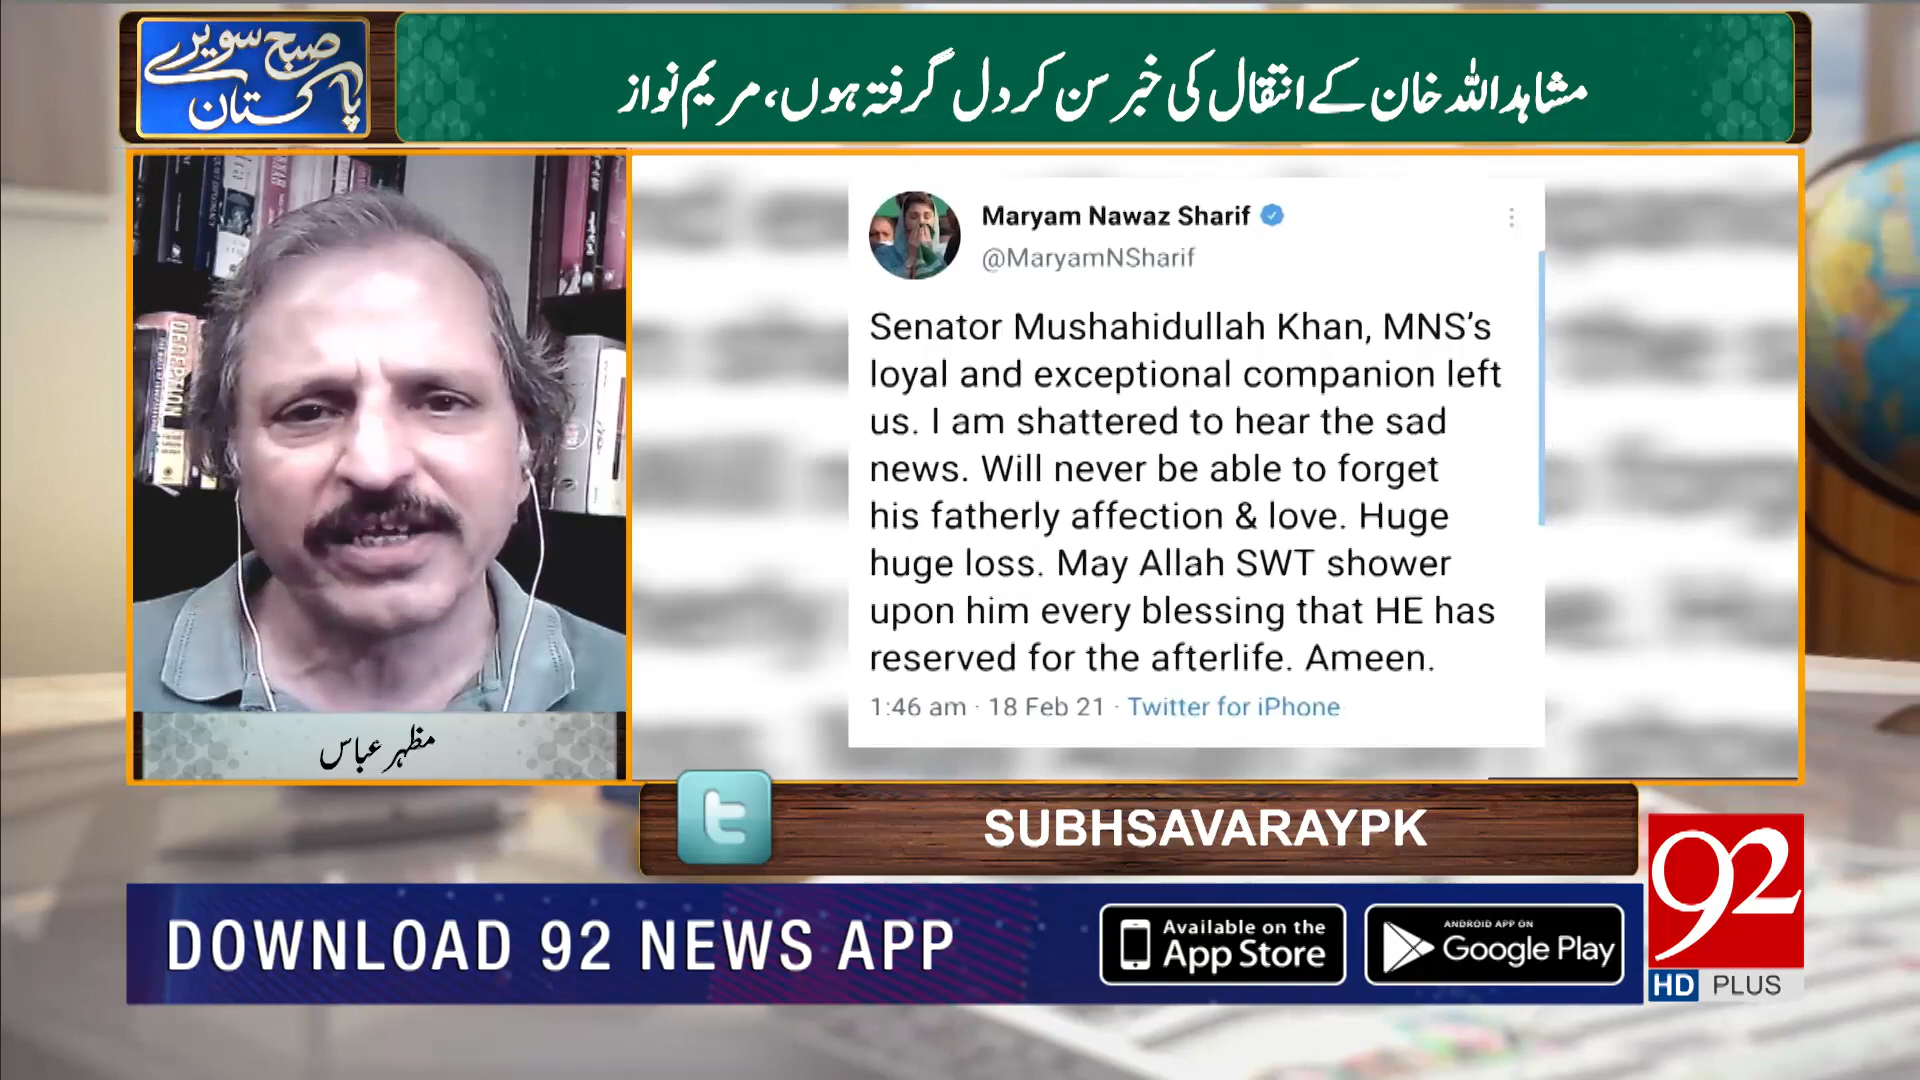 صبح سویرے
پاکستان
مشاہداللہ خان کے انتقال کی خبر سن کر دل گرفتہ ہوں، مریم نواز
DECEPTION
Maryam Nawaz Sharif
@MaryamNSharif
Senator Mushahidullah Khan, MNS’s
loyal and exceptional companion left
us. I am shattered to hear the sad
news. Will never be able to forget
his fatherly affection & love. Huge
huge loss. May Allah SWT shower
upon him every blessing that HE has
reserved for the afterlife. Ameen.
1:46 am · 18 Feb 21 · Twitter for iPhone
مظہر عباس
SUBHSAVARAYPK
DOWNLOAD 92 NEWS APP
Available on the
App Store
ANDROID APP ON
Google Play
92
HD PLUS